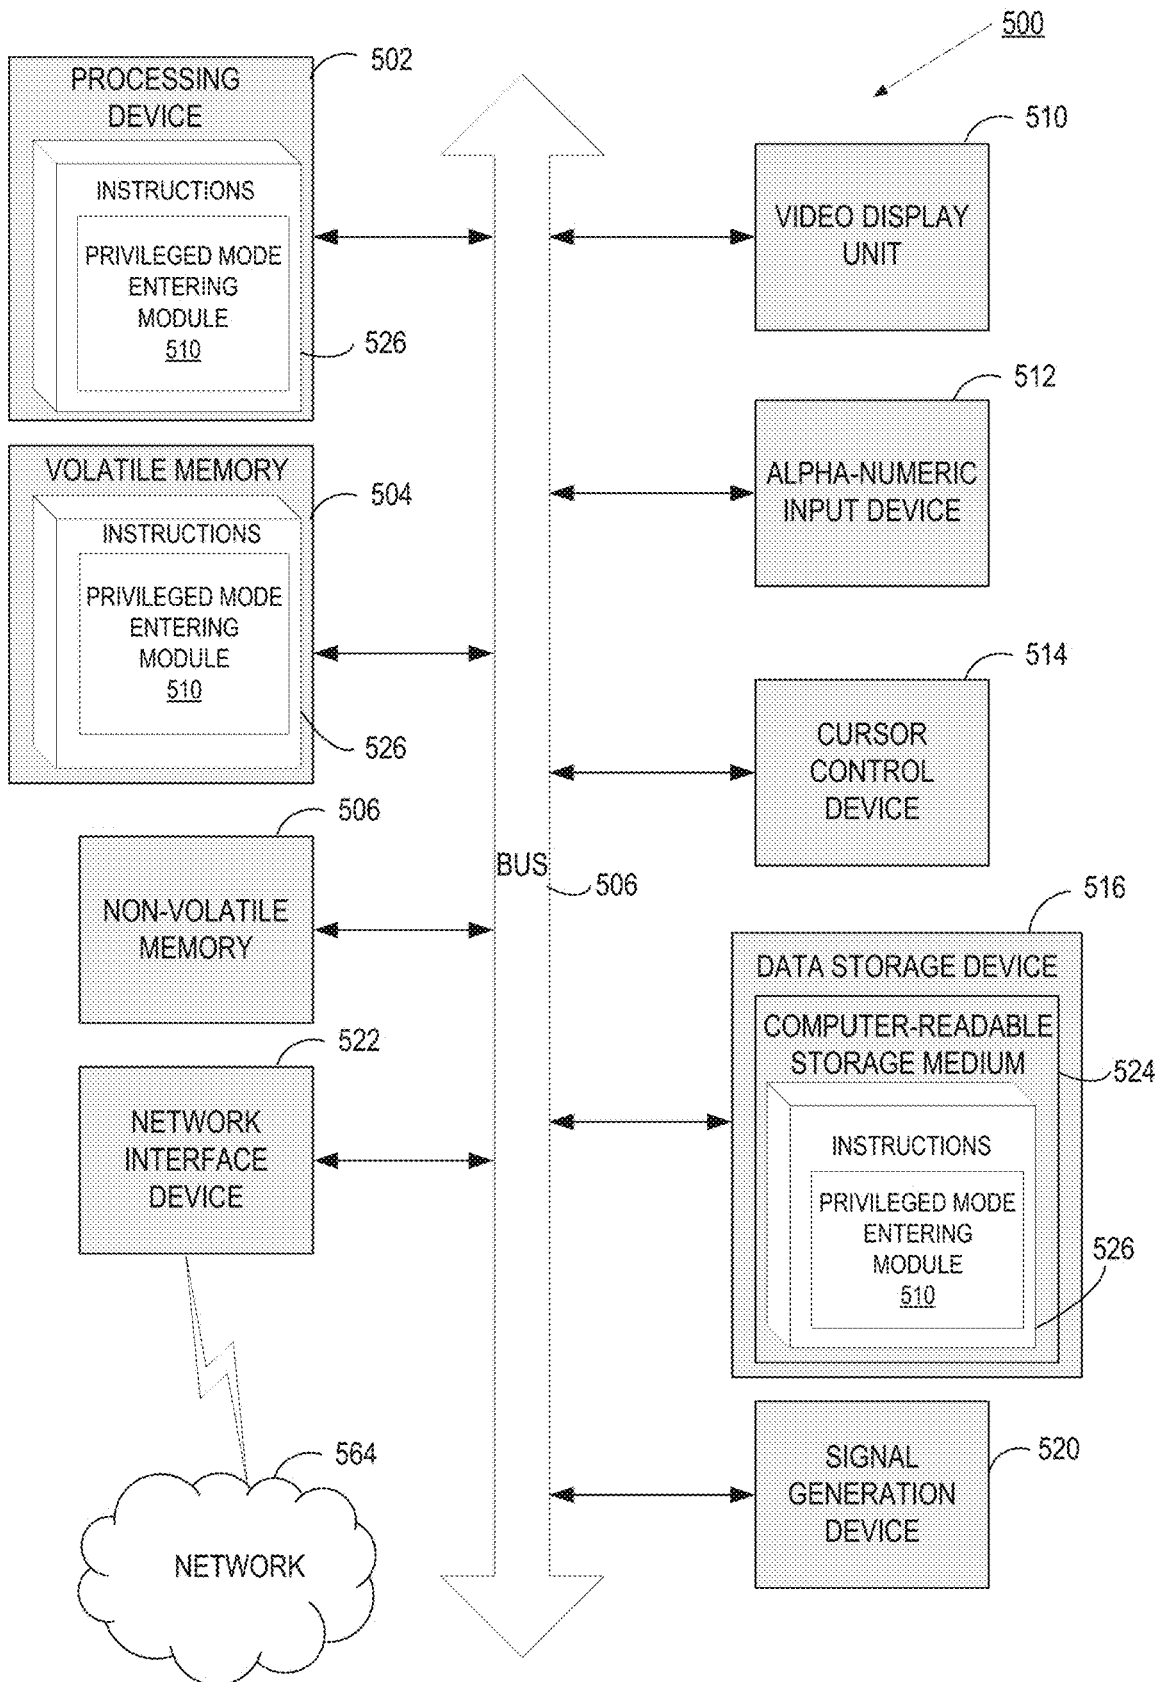 500
502
PROCESSING
DEVICE
INSTRUCTIONS
PRIVILEGED MODE
ENTERING
MODULE
510
526
VOLATILE MEMORY
504
INSTRUCTIONS
PRIVILEGED MODE
ENTERING
MODULE
510
526
506
NON-VOLATILE
MEMORY
522
NETWORK
INTERFACE
DEVICE
564
NETWORK
BUS
506
510
VIDEO DISPLAY
UNIT
512
ALPHA-NUMERIC
INPUT DEVICE
514
CURSOR
CONTROL
DEVICE
516
DATA STORAGE DEVICE
COMPUTER-READABLE
STORAGE MEDIUM
524
INSTRUCTIONS
PRIVILEGED MODE
ENTERING
MODULE
510
526
520
SIGNAL
GENERATION
DEVICE